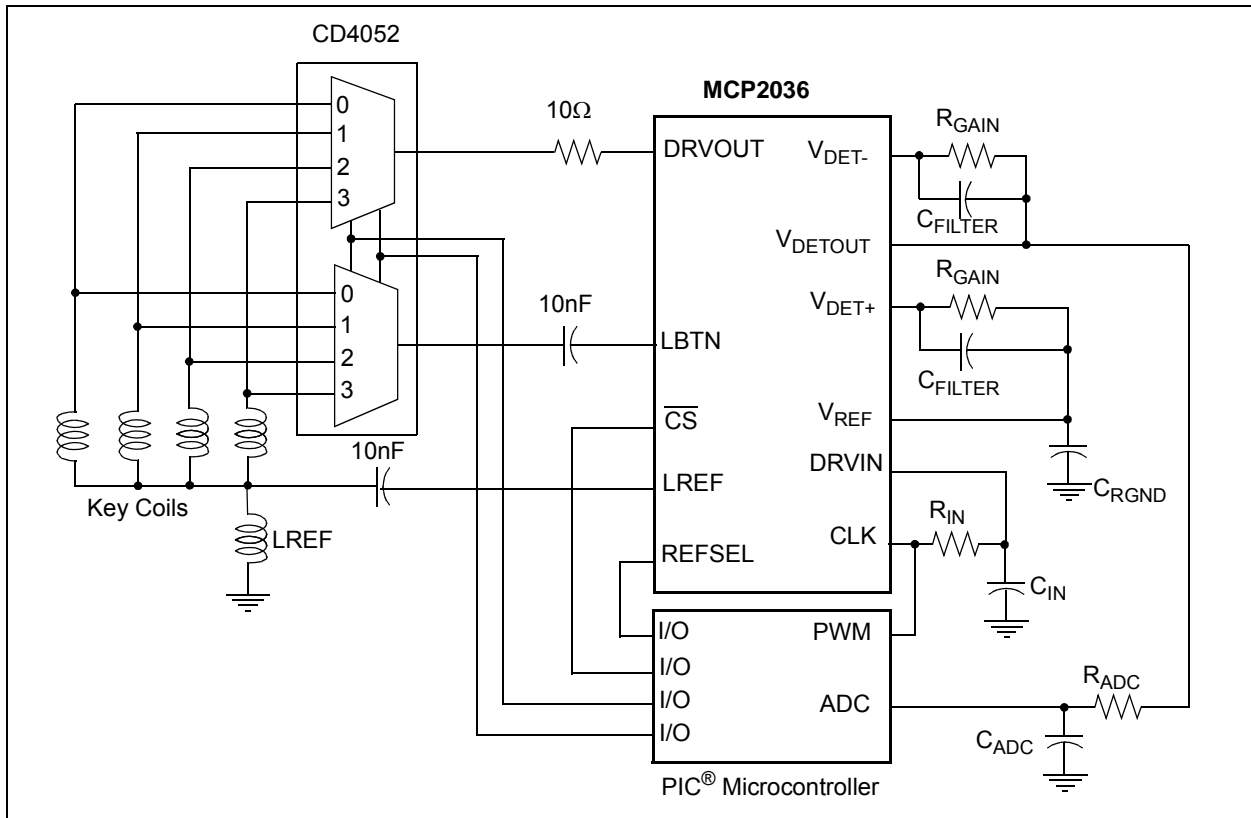 CD4052
MCP2036
0
1
2
3
0
1
2
3
10Ω
10nF
10nF
DRVOUT
LBTN
CS
LREF
REFSEL
VDET-
VDETOUT
VDET+
VREF
DRVIN
CLK
RGAIN
CFILTER
RGAIN
CFILTER
CRGND
RIN
CIN
Key Coils
LREF
I/O
I/O
I/O
I/O
PWM
ADC
RADC
CADC
PIC® Microcontroller